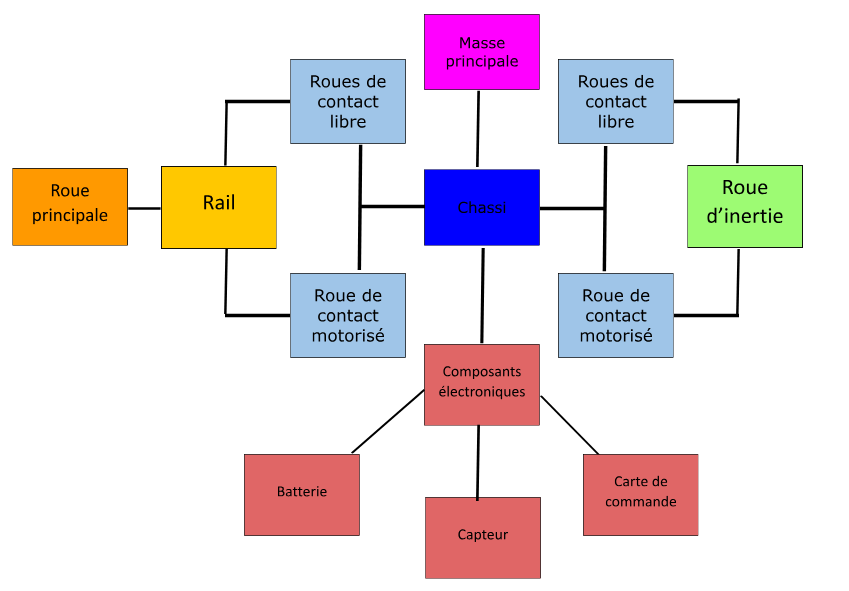 Masse
principale
Roues de
contact
libre
Roues de
contact
libre
Roue
principale
Rail
Chassi
Roue
d'inertie
Roue de
contact
motorisé
Roue de
contact
motorisé
Composants
électroniques
Batterie
Capteur
Carte de
commande